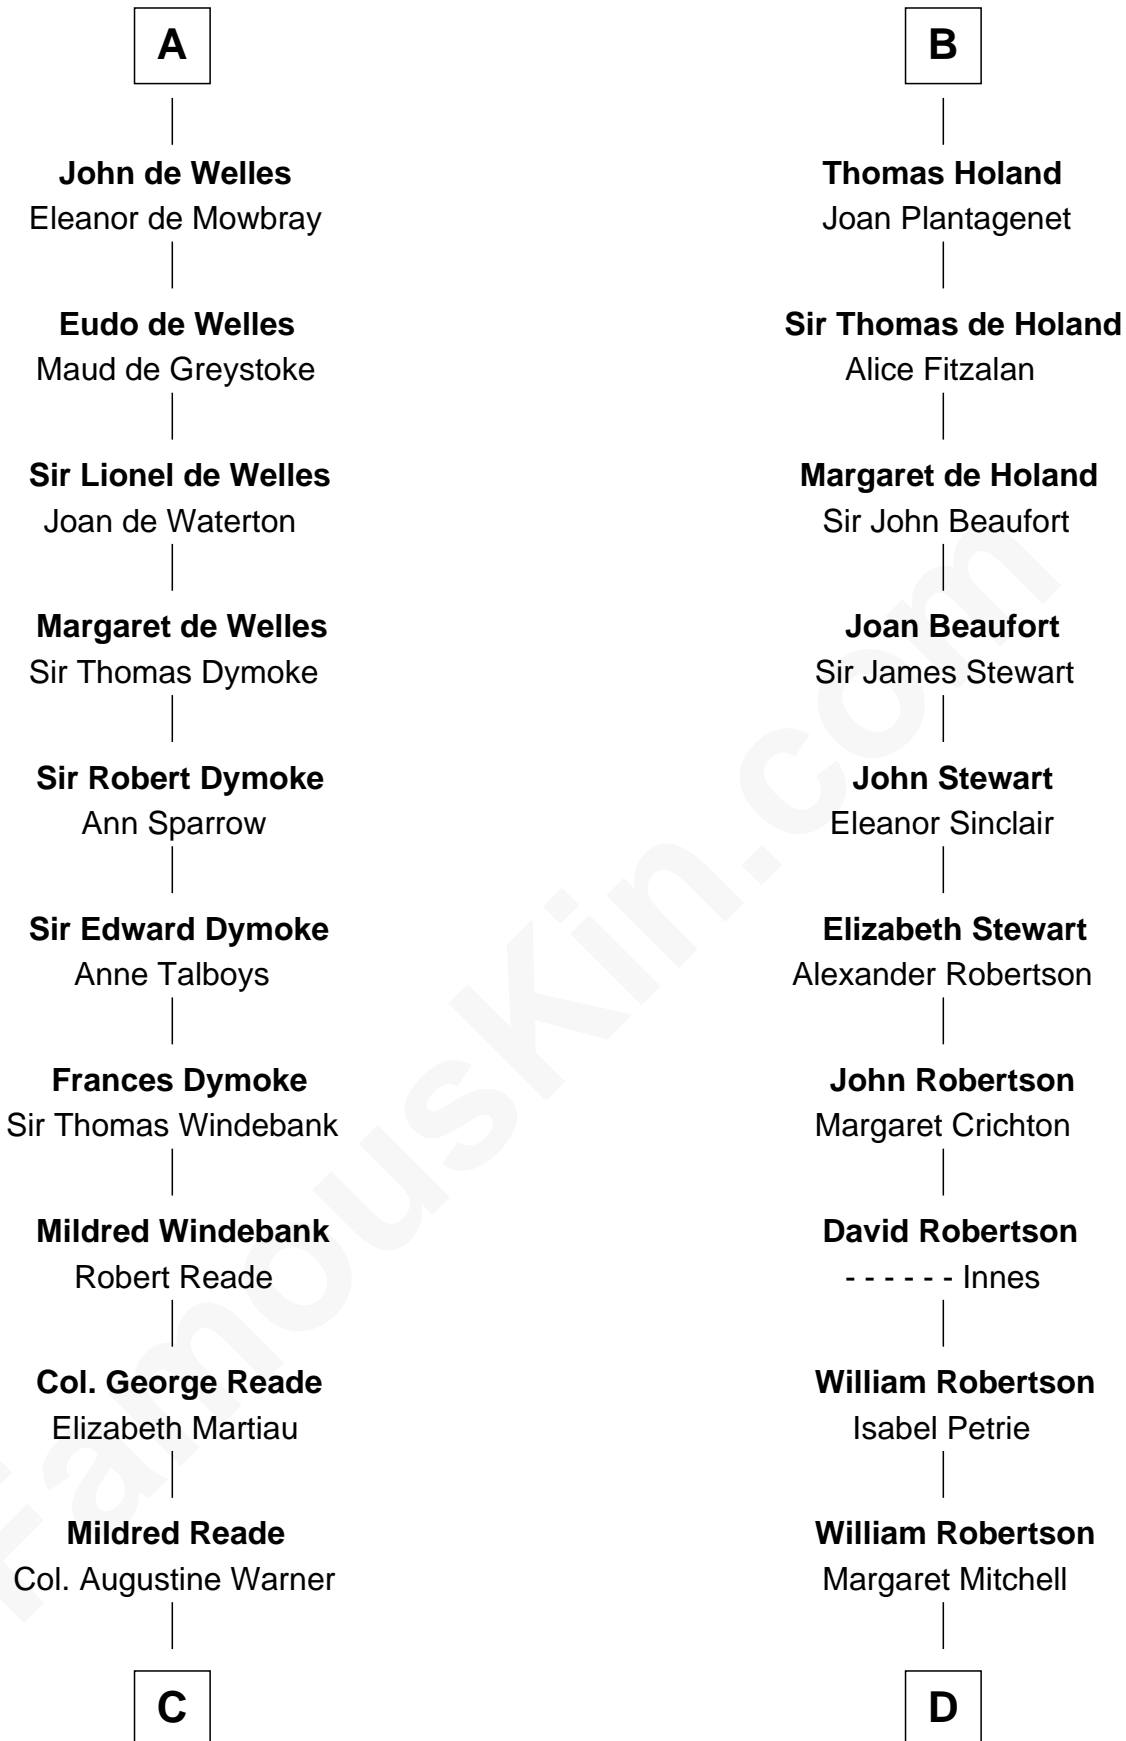 A
John de Welles
Eleanor de Mowbray
Eudo de Welles
Maud de Greystoke
Sir Lionel de Welles
Joan de Waterton
Margaret de Welles
Sir Thomas Dymoke
Sir Robert Dymoke
Ann Sparrow
Sir Edward Dymoke
Anne Talboys
Frances Dymoke
Sir Thomas Windebank
Mildred Windebank
Robert Reade
Col. George Reade
Elizabeth Martiau
Mildred Reade
Col. Augustine Warner
C
B
Thomas Holand
Joan Plantagenet
Sir Thomas de Holand
Alice Fitzalan
Margaret de Holand
Sir John Beaufort
Joan Beaufort
Sir James Stewart
John Stewart
Eleanor Sinclair
Elizabeth Stewart
Alexander Robertson
John Robertson
Margaret Crichton
David Robertson
- - - - - - Innes
William Robertson
Isabel Petrie
William Robertson
Margaret Mitchell
D
FamousKin.com